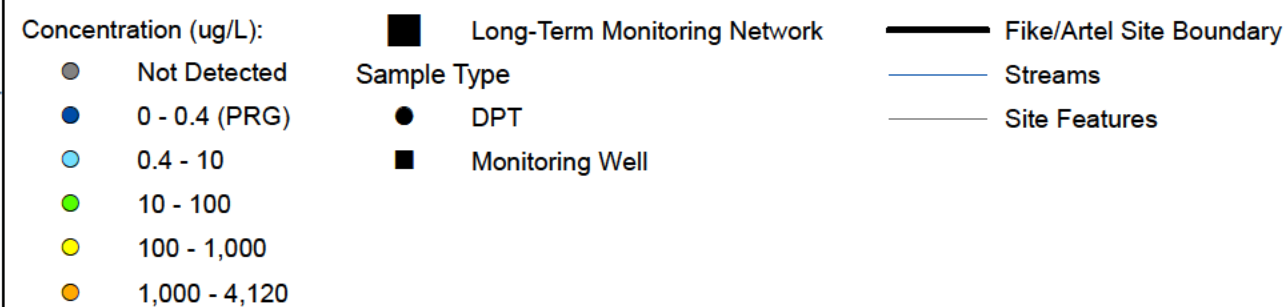 Concentration (ug/L):
Not Detected
0 - 0.4 (PRG)
0.4 - 10
10 - 100
100 - 1,000
1,000 - 4,120
Long-Term Monitoring Network
Sample Type
DPT
Monitoring Well
Fike/Artel Site Boundary
Streams
Site Features